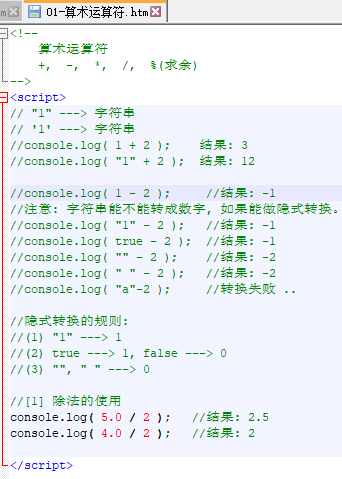 m
01-算术运算符.htm
<!--
算术运算符
+, -, *, /, %(求余)
-->
<script>
// "1" ---> 字符串
// '1' ---> 字符串
//console.log( 1 + 2 );    结果: 3
//console.log( "1" + 2 );  结果: 12
//console.log( 1 - 2 );     //结果: -1
//注意: 字符串能不能转成数字, 如果能做隐式转换。
//console.log( "1" - 2 );   //结果: -1
//console.log( true - 2 );  //结果: -1
//console.log( "" - 2 );    //结果: -2
//console.log( " " - 2 );   //结果: -2
//console.log( "a"-2 );     //转换失败 ..
//隐式转换的规则:
//(1) "1" ---> 1
//(2) true ---> 1, false ---> 0
//(3) "", " " ---> 0
//[1] 除法的使用
console.log( 5.0 / 2 );   //结果: 2.5
console.log( 4.0 / 2 );   //结果: 2
</script>